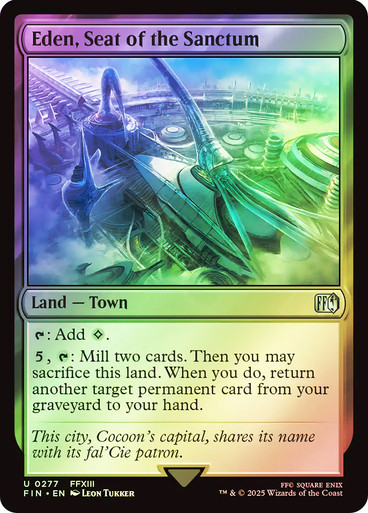 Eden, Seat of the Sanctum
Land — Town
: Add .
5 , : Mill two cards. Then you may
sacrifice this land. When you do, return
another target permanent card from your
graveyard to your hand.
This city, Cocoon's capital, shares its name
with its fal'Cie patron.
U 0277 FFXIII
FIN • EN Leon Tukker
FF© SQUARE ENIX
™ & © 2025 Wizards of the Coast